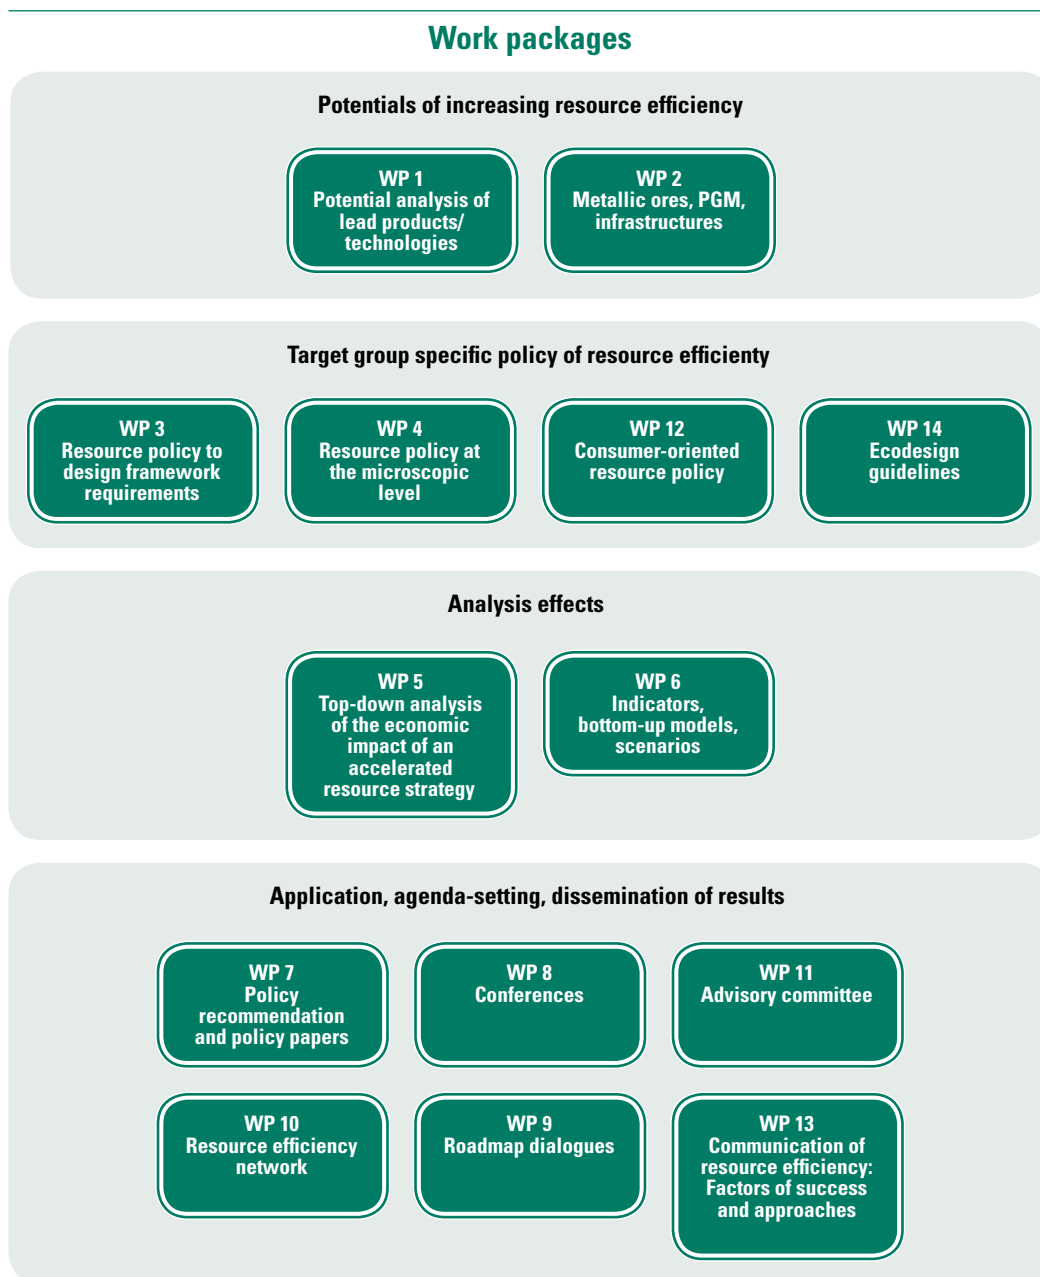 Work packages
Potentials of increasing resource efficiency
WP 1
Potential analysis of
lead products/
technologies
WP 2
Metallic ores, PGM,
infrastructures
Target group specific policy of resource efficienty
WP 3
Resource policy to
design framework
requirements
WP 4
Resource policy at
the microscopic
level
WP 12
Consumer-oriented
resource policy
WP 14
Ecodesign
guidelines
Analysis effects
WP 5
Top-down analysis
of the economic
impact of an
accelerated
resource strategy
WP 6
Indicators,
bottom-up models,
scenarios
Application, agenda-setting, dissemination of results
WP 7
Policy
recommendation
and policy papers
WP 8
Conferences
WP 11
Advisory committee
WP 10
Resource efficiency
network
WP 9
Roadmap dialogues
WP 13
Communication of
resource efficiency:
Factors of success
and approaches